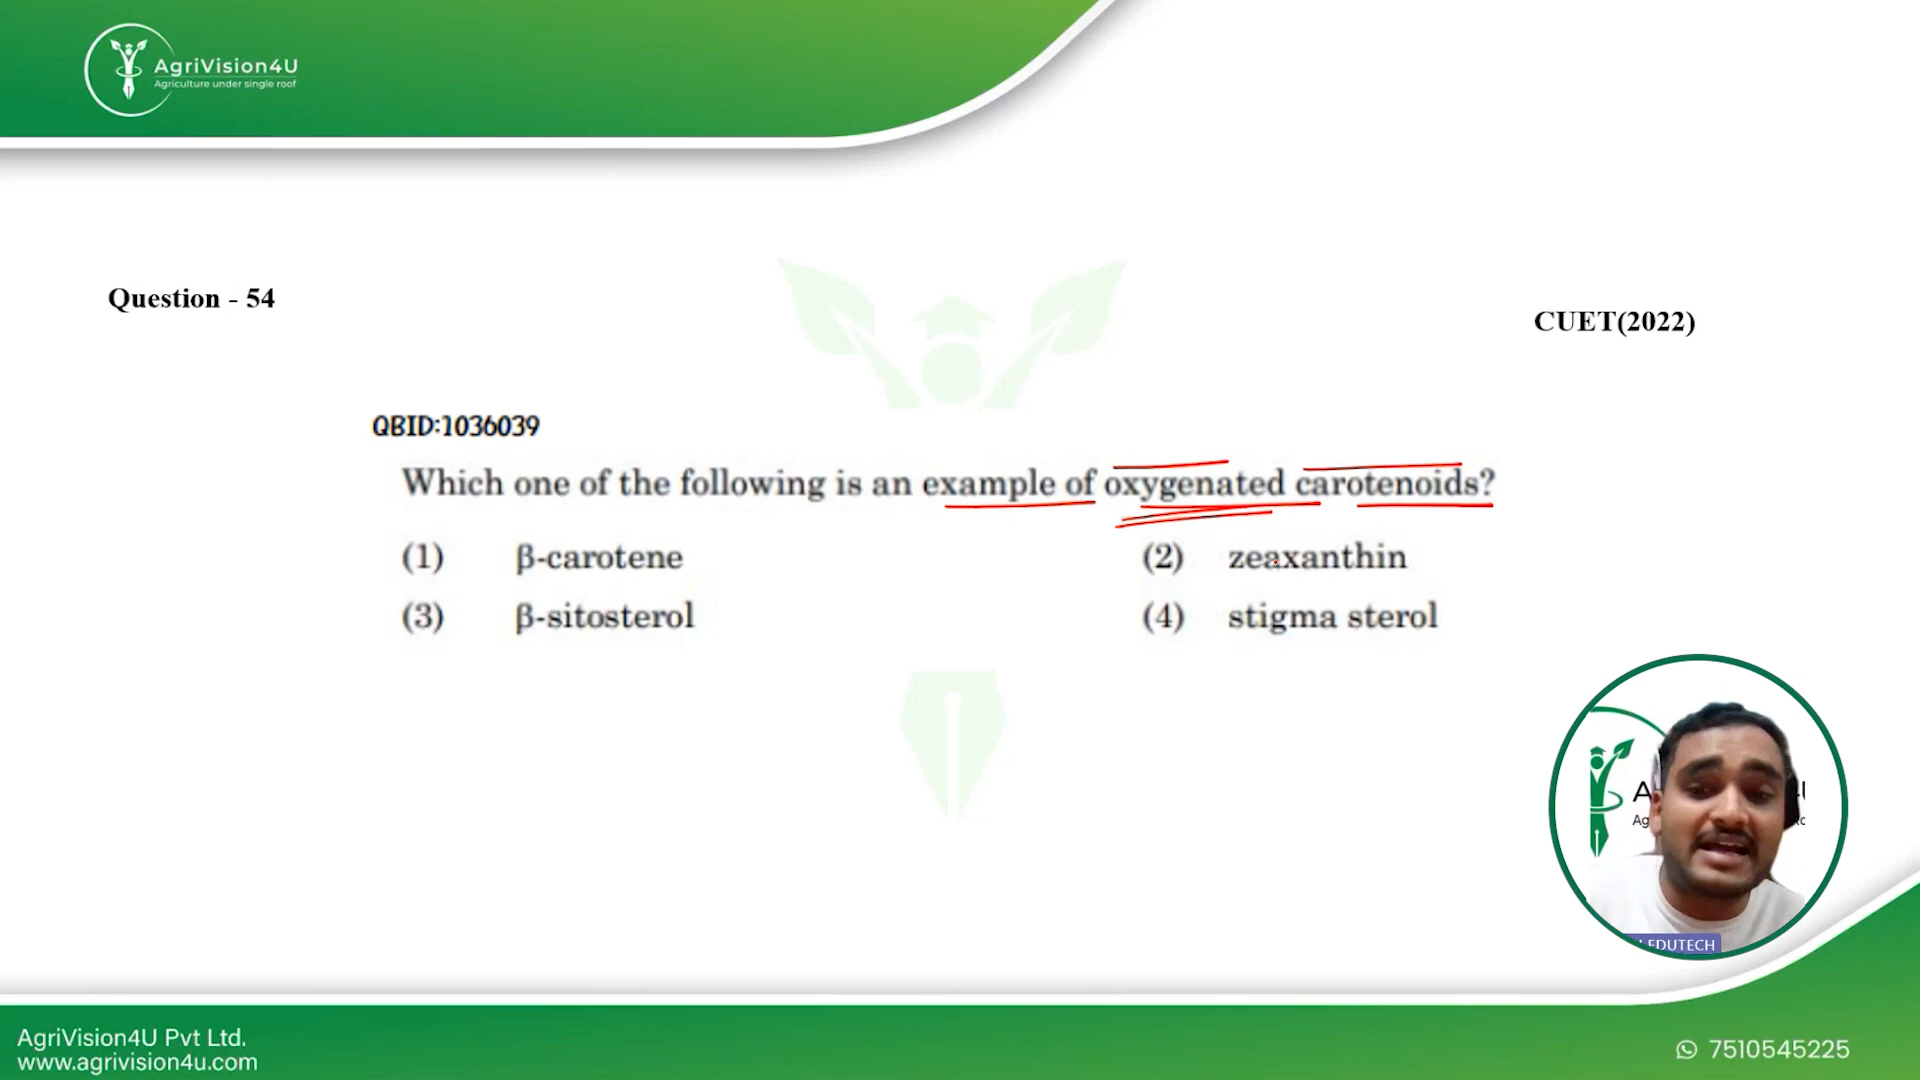 AgriVision4U
Agriculture under single roof
Question - 54
CUET(2022)
QBID:1036039
Which one of the following is an example of oxygenated carotenoids?
(1) β-carotene (2) zeaxanthin
(3) β-sitosterol (4) stigma sterol
EDUTECH
AgriVision4U Pvt Ltd.
www.agrivision4u.com
7510545225